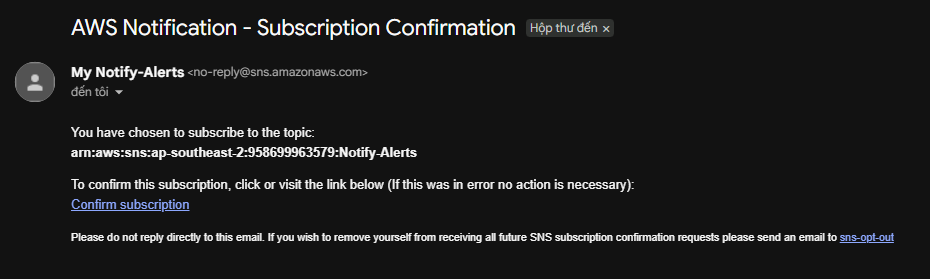 AWS Notification - Subscription Confirmation Hộp thư đến ×
My Notify-Alerts <no-reply@sns.amazonaws.com>
đến tôi
You have chosen to subscribe to the topic:
arn:aws:sns:ap-southeast-2:958699963579:Notify-Alerts
To confirm this subscription, click or visit the link below (If this was in error no action is necessary):
Confirm subscription
Please do not reply directly to this email. If you wish to remove yourself from receiving all future SNS subscription confirmation requests please send an email to sns-opt-out